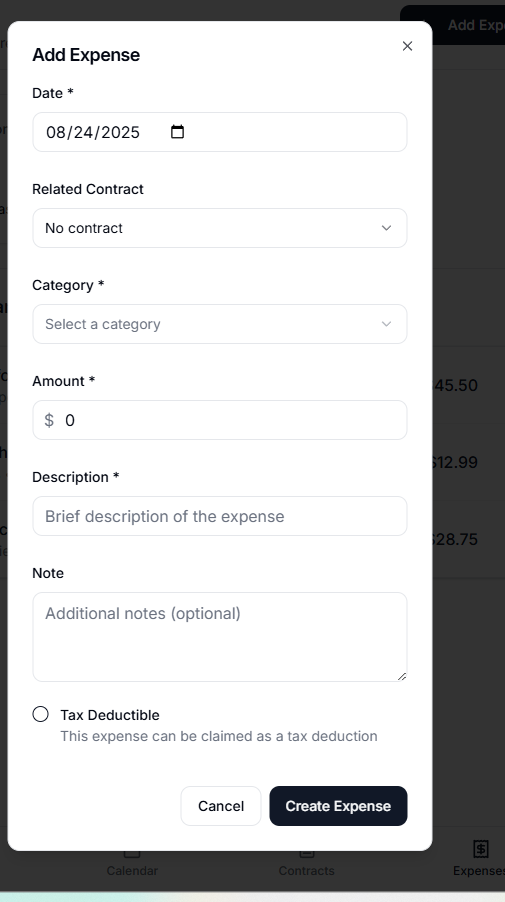 Add Expense
Date *
08/24/2025
Related Contract
No contract
Category *
Select a category
Amount *
$ 0
Description *
Brief description of the expense
Note
Additional notes (optional)
Tax Deductible
This expense can be claimed as a tax deduction
Cancel
Create Expense
45.50
$12.99
$28.75
Calendar
Contracts
Expenses